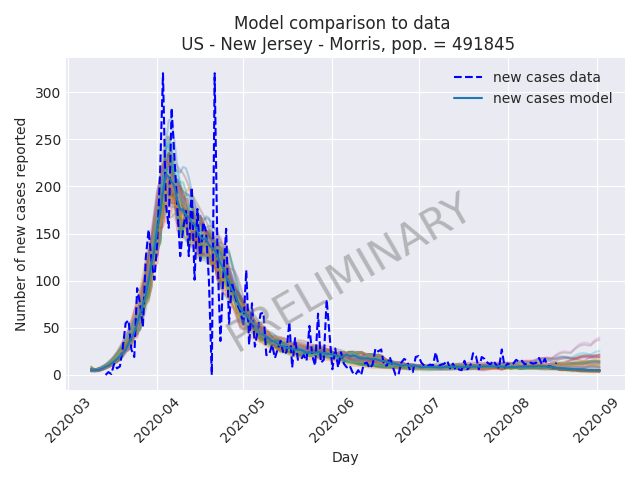 Model comparison to data
US - New Jersey - Morris, pop. = 491845
new cases data
new cases model
Number of new cases reported
300
250
200
150
100
50
0
PRELIMINARY
2020-03
2020-04
2020-05
2020-06
2020-07
2020-08
2020-09
Day